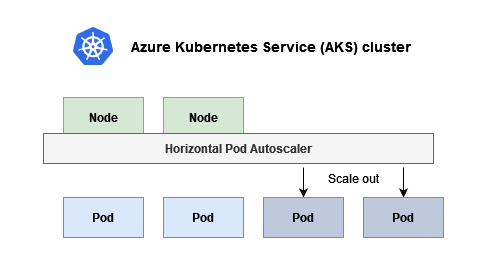 Azure Kubernetes Service (AKS) cluster
Node
Node
Horizontal Pod Autoscaler
Scale out
Pod
Pod
Pod
Pod